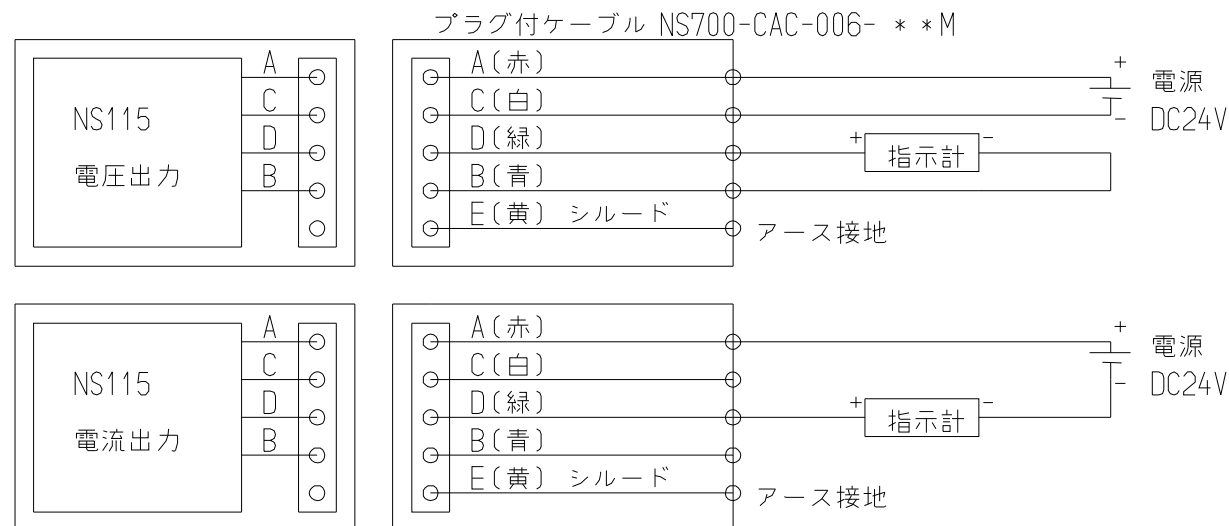 プラグ付ケーブル NS700-CAC-006- **M
NS115
電圧出力
A
C
D
B
A(赤)
C(白)
D(緑)
B(青)
E(黄) シルード
+
-
電源
DC24V
+
指示計
-
アース接地
NS115
電流出力
A
C
D
B
A(赤)
C(白)
D(緑)
B(青)
E(黄) シルード
+
-
電源
DC24V
+
指示計
-
アース接地